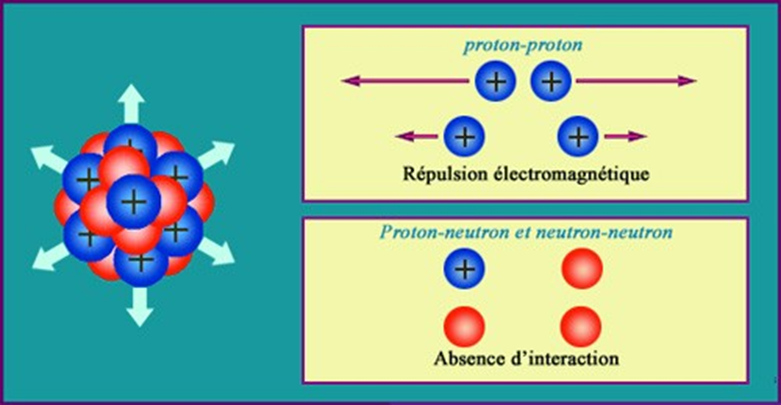 proton-proton
+ +
+ +
Répulsion électromagnétique
Proton-neutron et neutron-neutron
+
Absence d'interaction
+
+ +
+
+ +
+